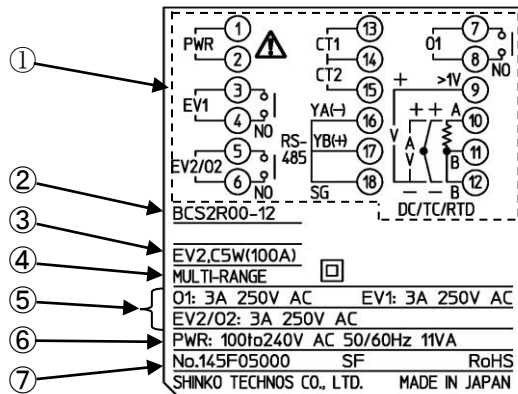 ① PWR 1 2 CT1 13 14 CT2 15 O1 7 8 NO
EV1 3 4 NO YA(-) 16 + >1V 9
RS-485 YB(+) 17 V + + A 10
EV2/O2 5 6 NO SG 18 A V B 11
- - B 12
DC/TC/RTD
② BCS2R00-12
③ EV2,C5W(100A)
④ MULTI-RANGE
⑤ O1: 3A 250V AC EV1: 3A 250V AC
EV2/O2: 3A 250V AC
⑥ PWR: 100to240V AC 50/60Hz 11VA
⑦ No.145F05000 SF RoHS
SHINKO TECHNOS CO., LTD. MADE IN JAPAN